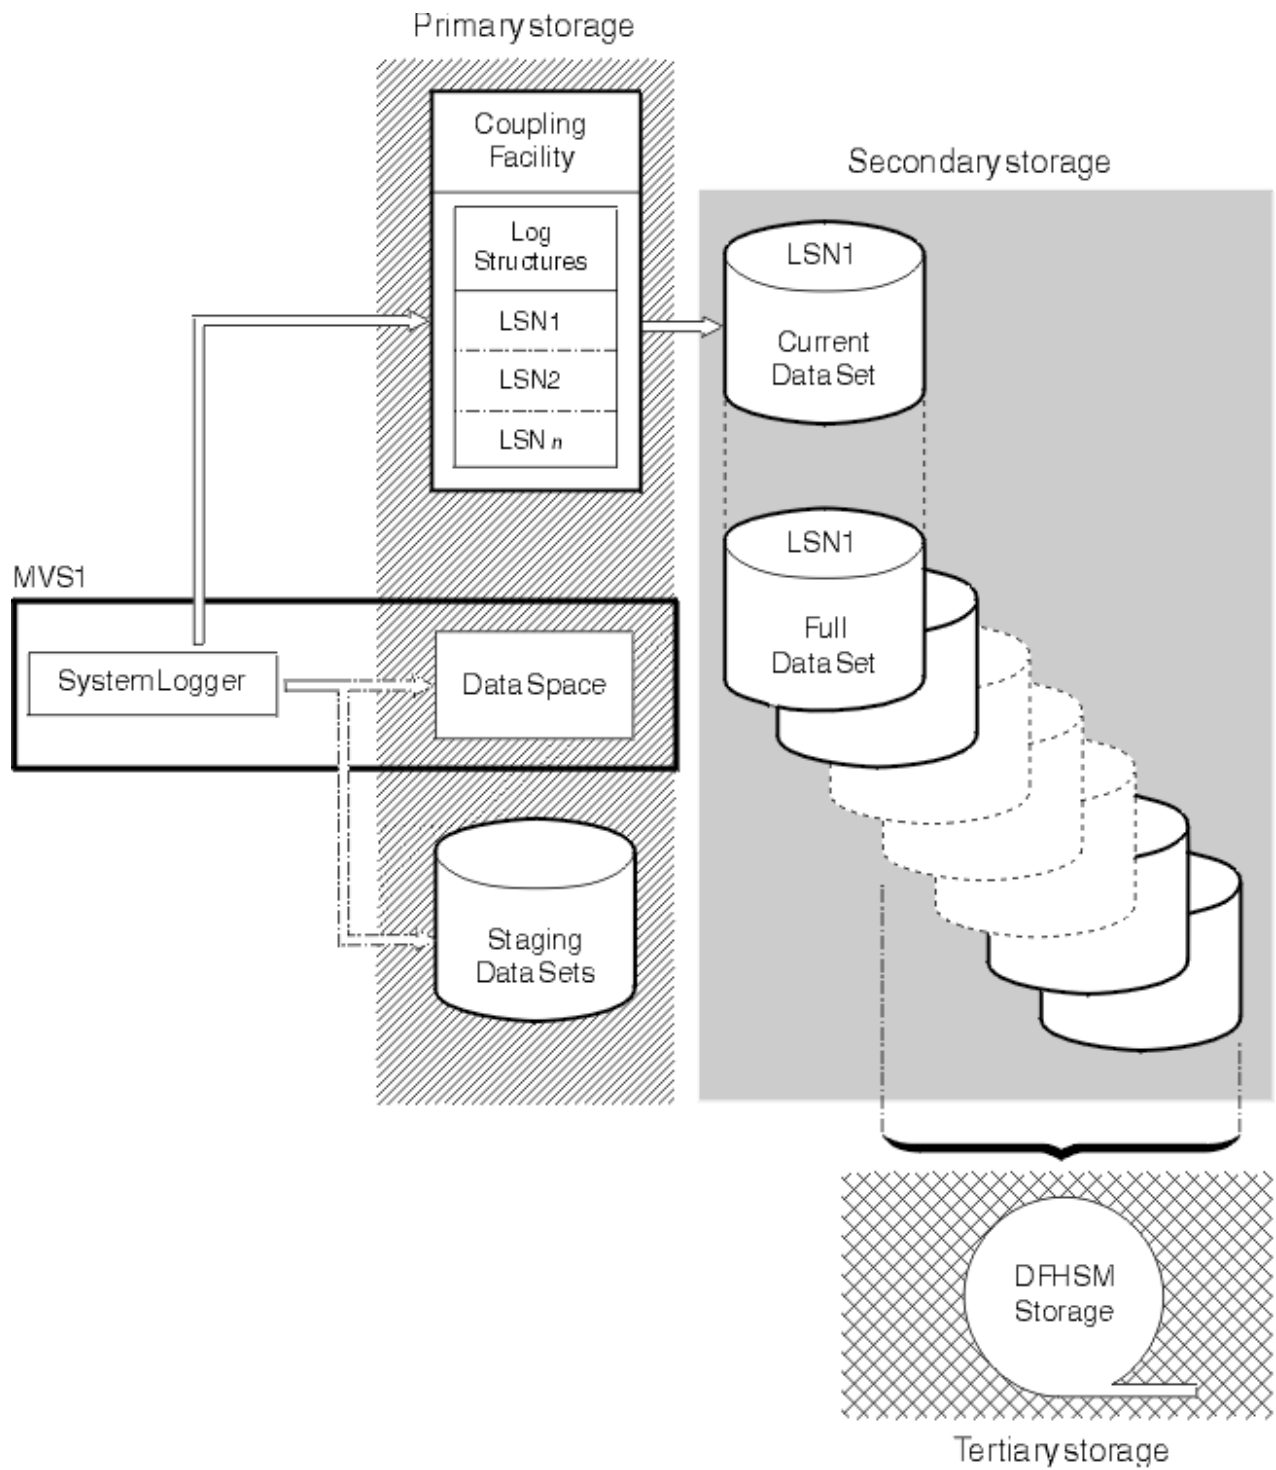 Primary storage
Coupling
Facility
Secondary storage
Log
Structures
LSN1
LSN1
Current
Data Set
LSN2
LSN n
LSN1
MVS1
Full
Data Set
System Logger
Data Space
Staging
Data Sets
DFHSM
Storage
Tertiary storage